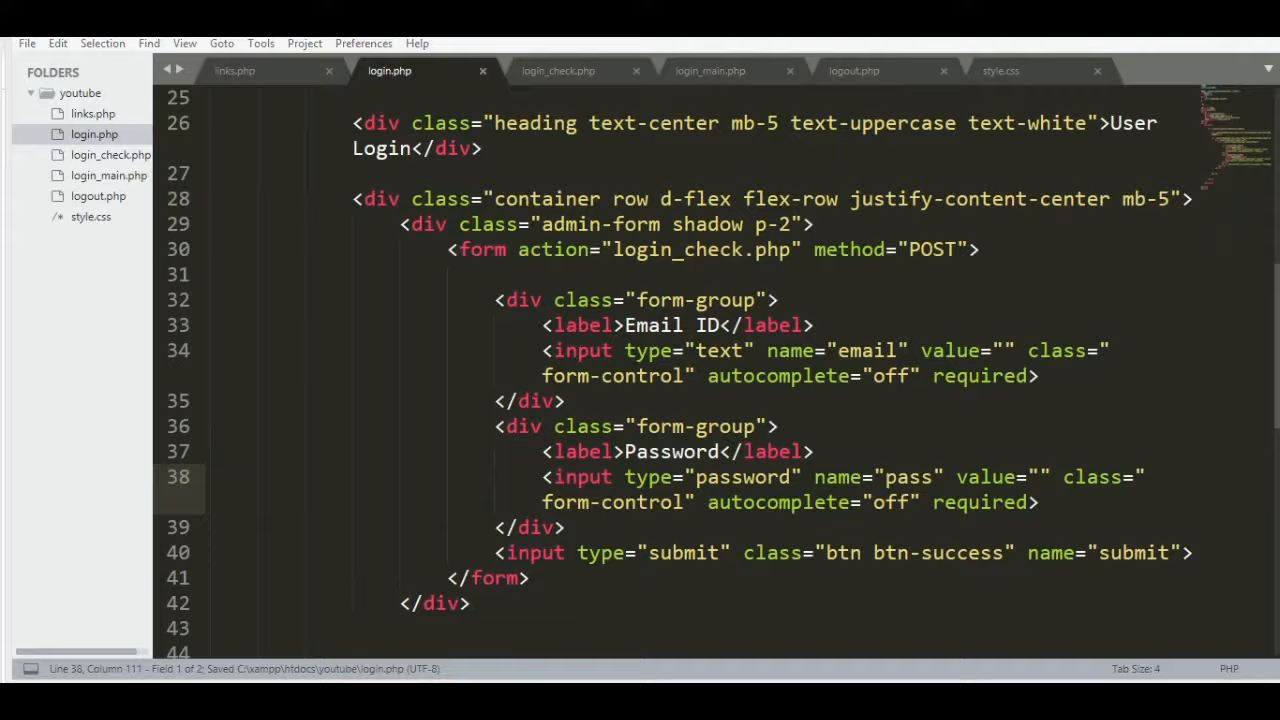 File Edit Selection Find View Goto Tools Project Preferences Help
FOLDERS
youtube
links.php
login.php
login_check.php
login_main.php
logout.php
/* style.css
links.php × login.php × login_check.php × login_main.php × logout.php × style.css ×
25
26 <div class="heading text-center mb-5 text-uppercase text-white">User
Login</div>
27
28 <div class="container row d-flex flex-row justify-content-center mb-5">
29 <div class="admin-form shadow p-2">
30 <form action="login_check.php" method="POST">
31
32 <div class="form-group">
33 <label>Email ID</label>
34 <input type="text" name="email" value="" class="
form-control" autocomplete="off" required>
35 </div>
36 <div class="form-group">
37 <label>Password</label>
38 <input type="password" name="pass" value="" class="
form-control" autocomplete="off" required>
39 </div>
40 <input type="submit" class="btn btn-success" name="submit">
41 </form>
42 </div>
43
44
Line 38, Column 111 - Field 1 of 2; Saved C:\xampp\htdocs\youtube\login.php (UTF-8) Tab Size: 4 PHP